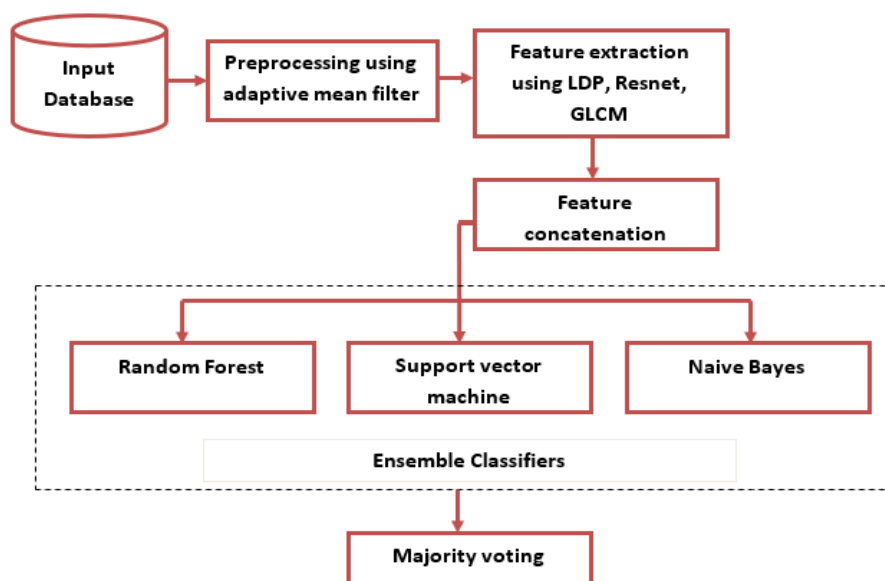 Input
Database
Preprocessing using
adaptive mean filter
Feature extraction
using LDP, Resnet,
GLCM
Feature
concatenation
Random Forest
Support vector
machine
Naive Bayes
Ensemble Classifiers
Majority voting